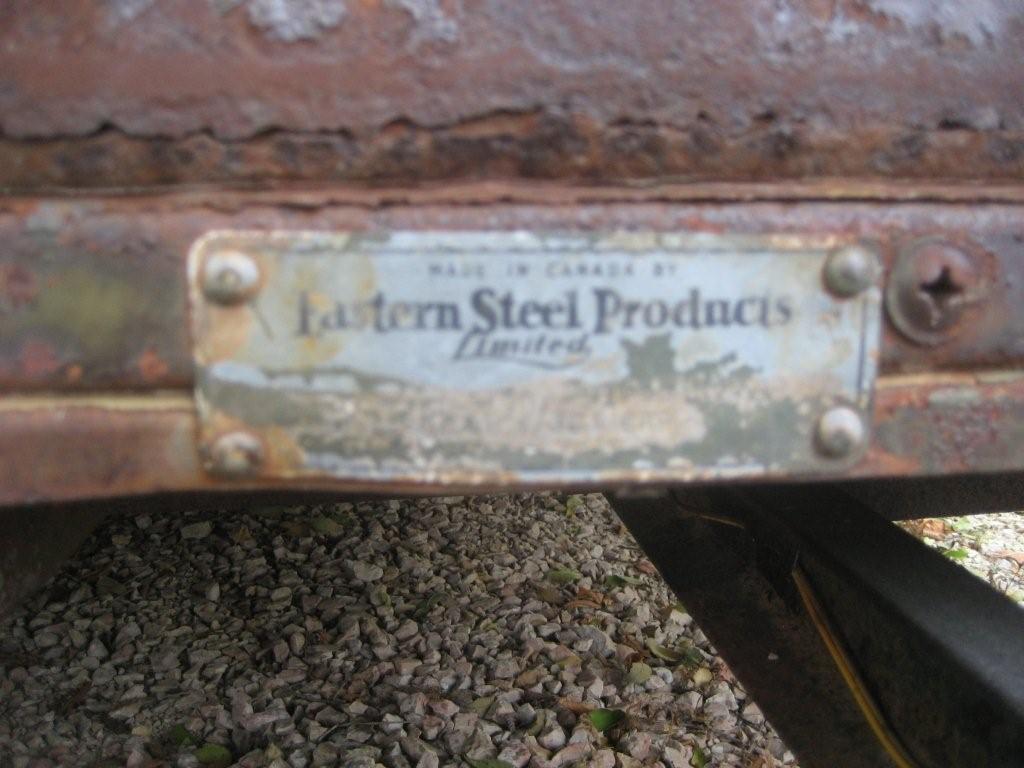 MADE IN CANADA BY
Eastern Steel Products
Limited